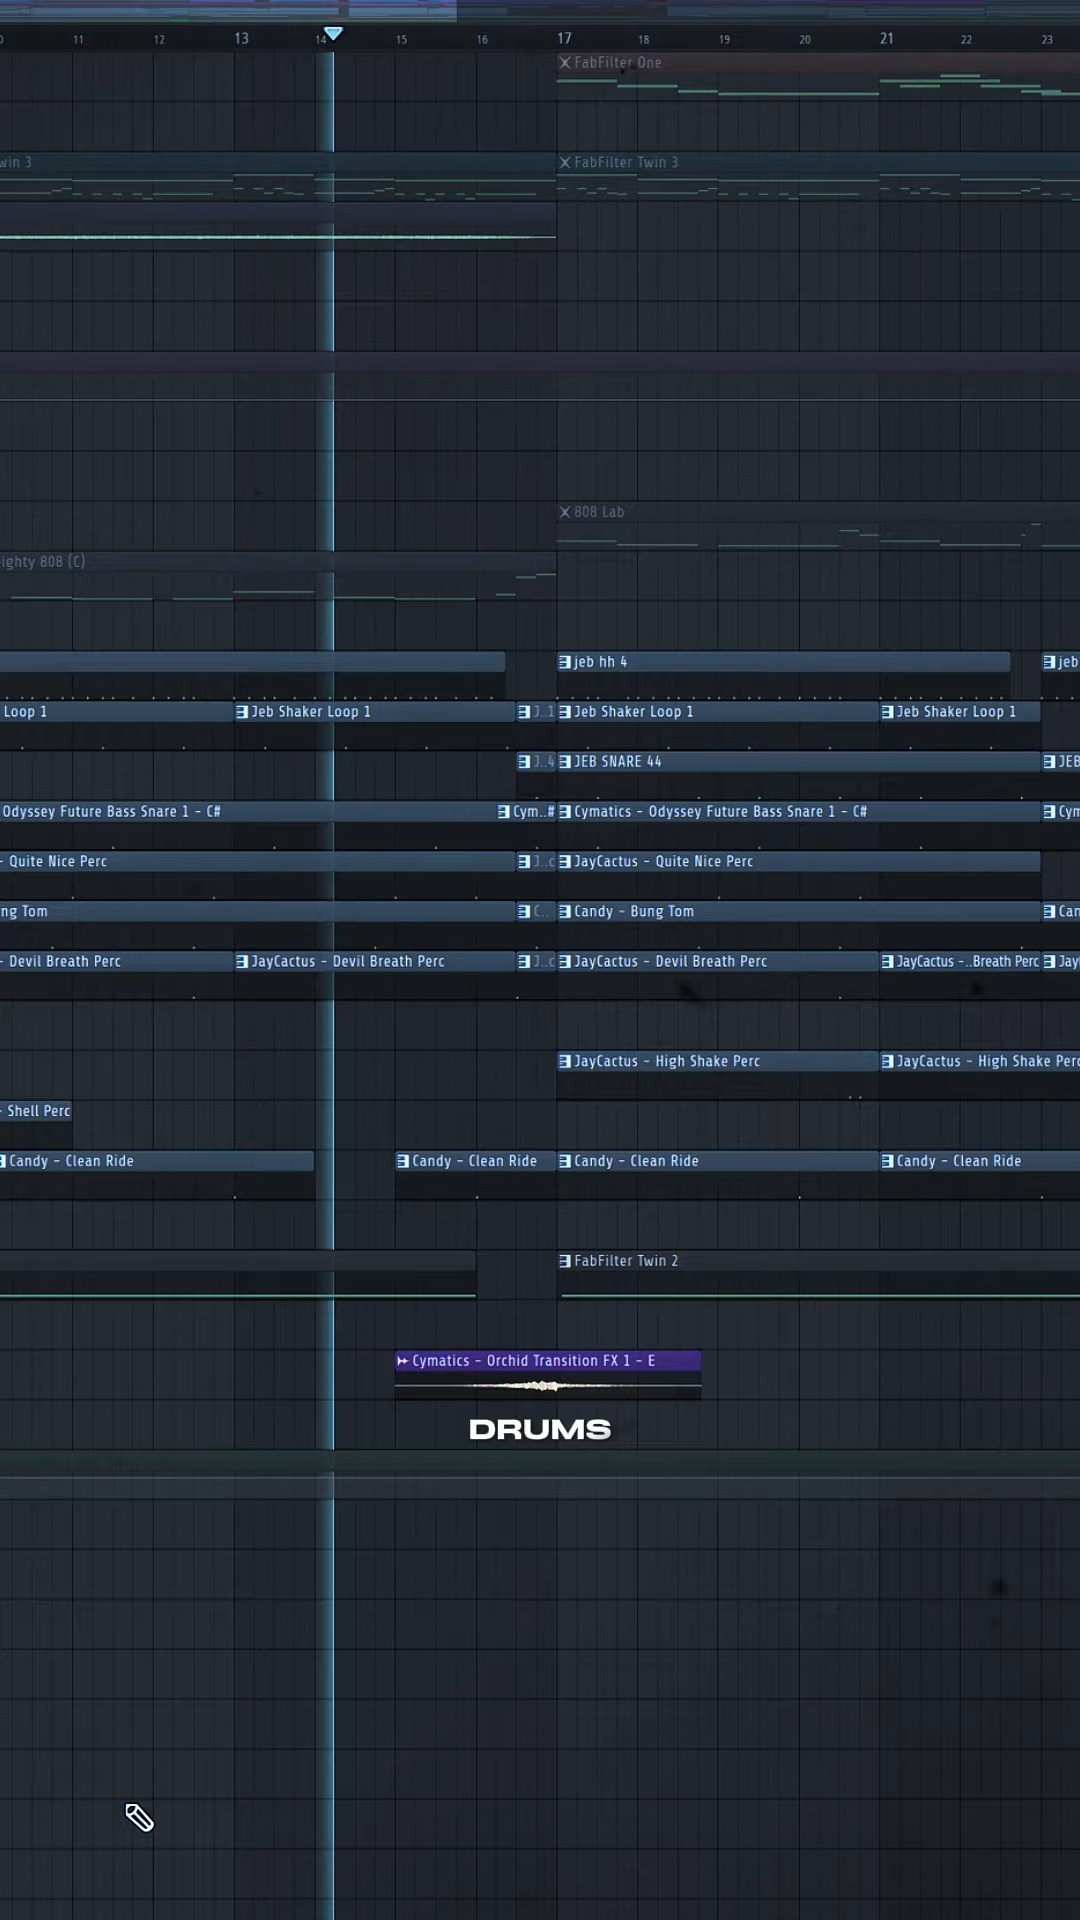 11 12 13 14 15 16 17 18 19 20 21 22 23
FabFilter One
win 3 FabFilter Twin 3
808 Lab
eighty 808 (C)
jeb hh 4 jeb
Loop 1 Jeb Shaker Loop 1 J..1 Jeb Shaker Loop 1 Jeb Shaker Loop 1
J..4 JEB SNARE 44 JEB
Odyssey Future Bass Snare 1 - C# Cym..# Cymatics - Odyssey Future Bass Snare 1 - C# Cym
- Quite Nice Perc J..c JayCactus - Quite Nice Perc
ng Tom C.. Candy - Bung Tom Can
- Devil Breath Perc JayCactus - Devil Breath Perc J..c JayCactus - Devil Breath Perc JayCactus -..Breath Perc Jay
JayCactus - High Shake Perc JayCactus - High Shake Perc
- Shell Perc
Candy - Clean Ride Candy - Clean Ride Candy - Clean Ride Candy - Clean Ride
FabFilter Twin 2
Cymatics - Orchid Transition FX 1 - E
DRUMS